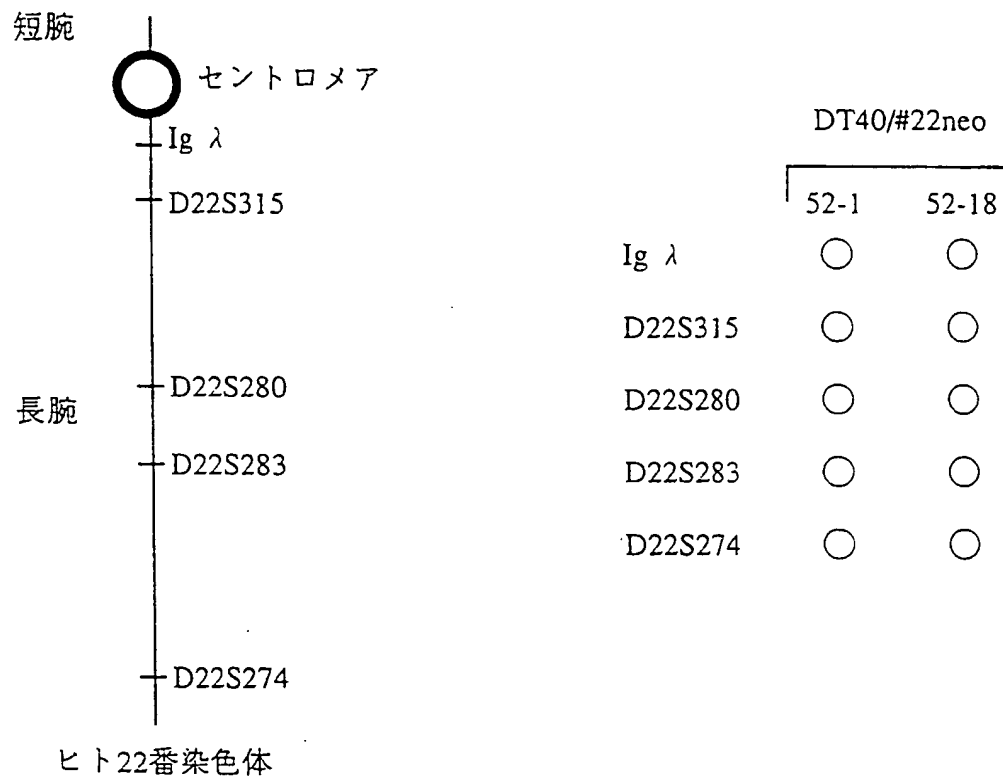 短腕
セントロメア
Ig λ
D22S315
D22S280
長腕
D22S283
D22S274
ヒト22番染色体
DT40/#22neo
52-1 52-18
Ig λ ○ ○
D22S315 ○ ○
D22S280 ○ ○
D22S283 ○ ○
D22S274 ○ ○